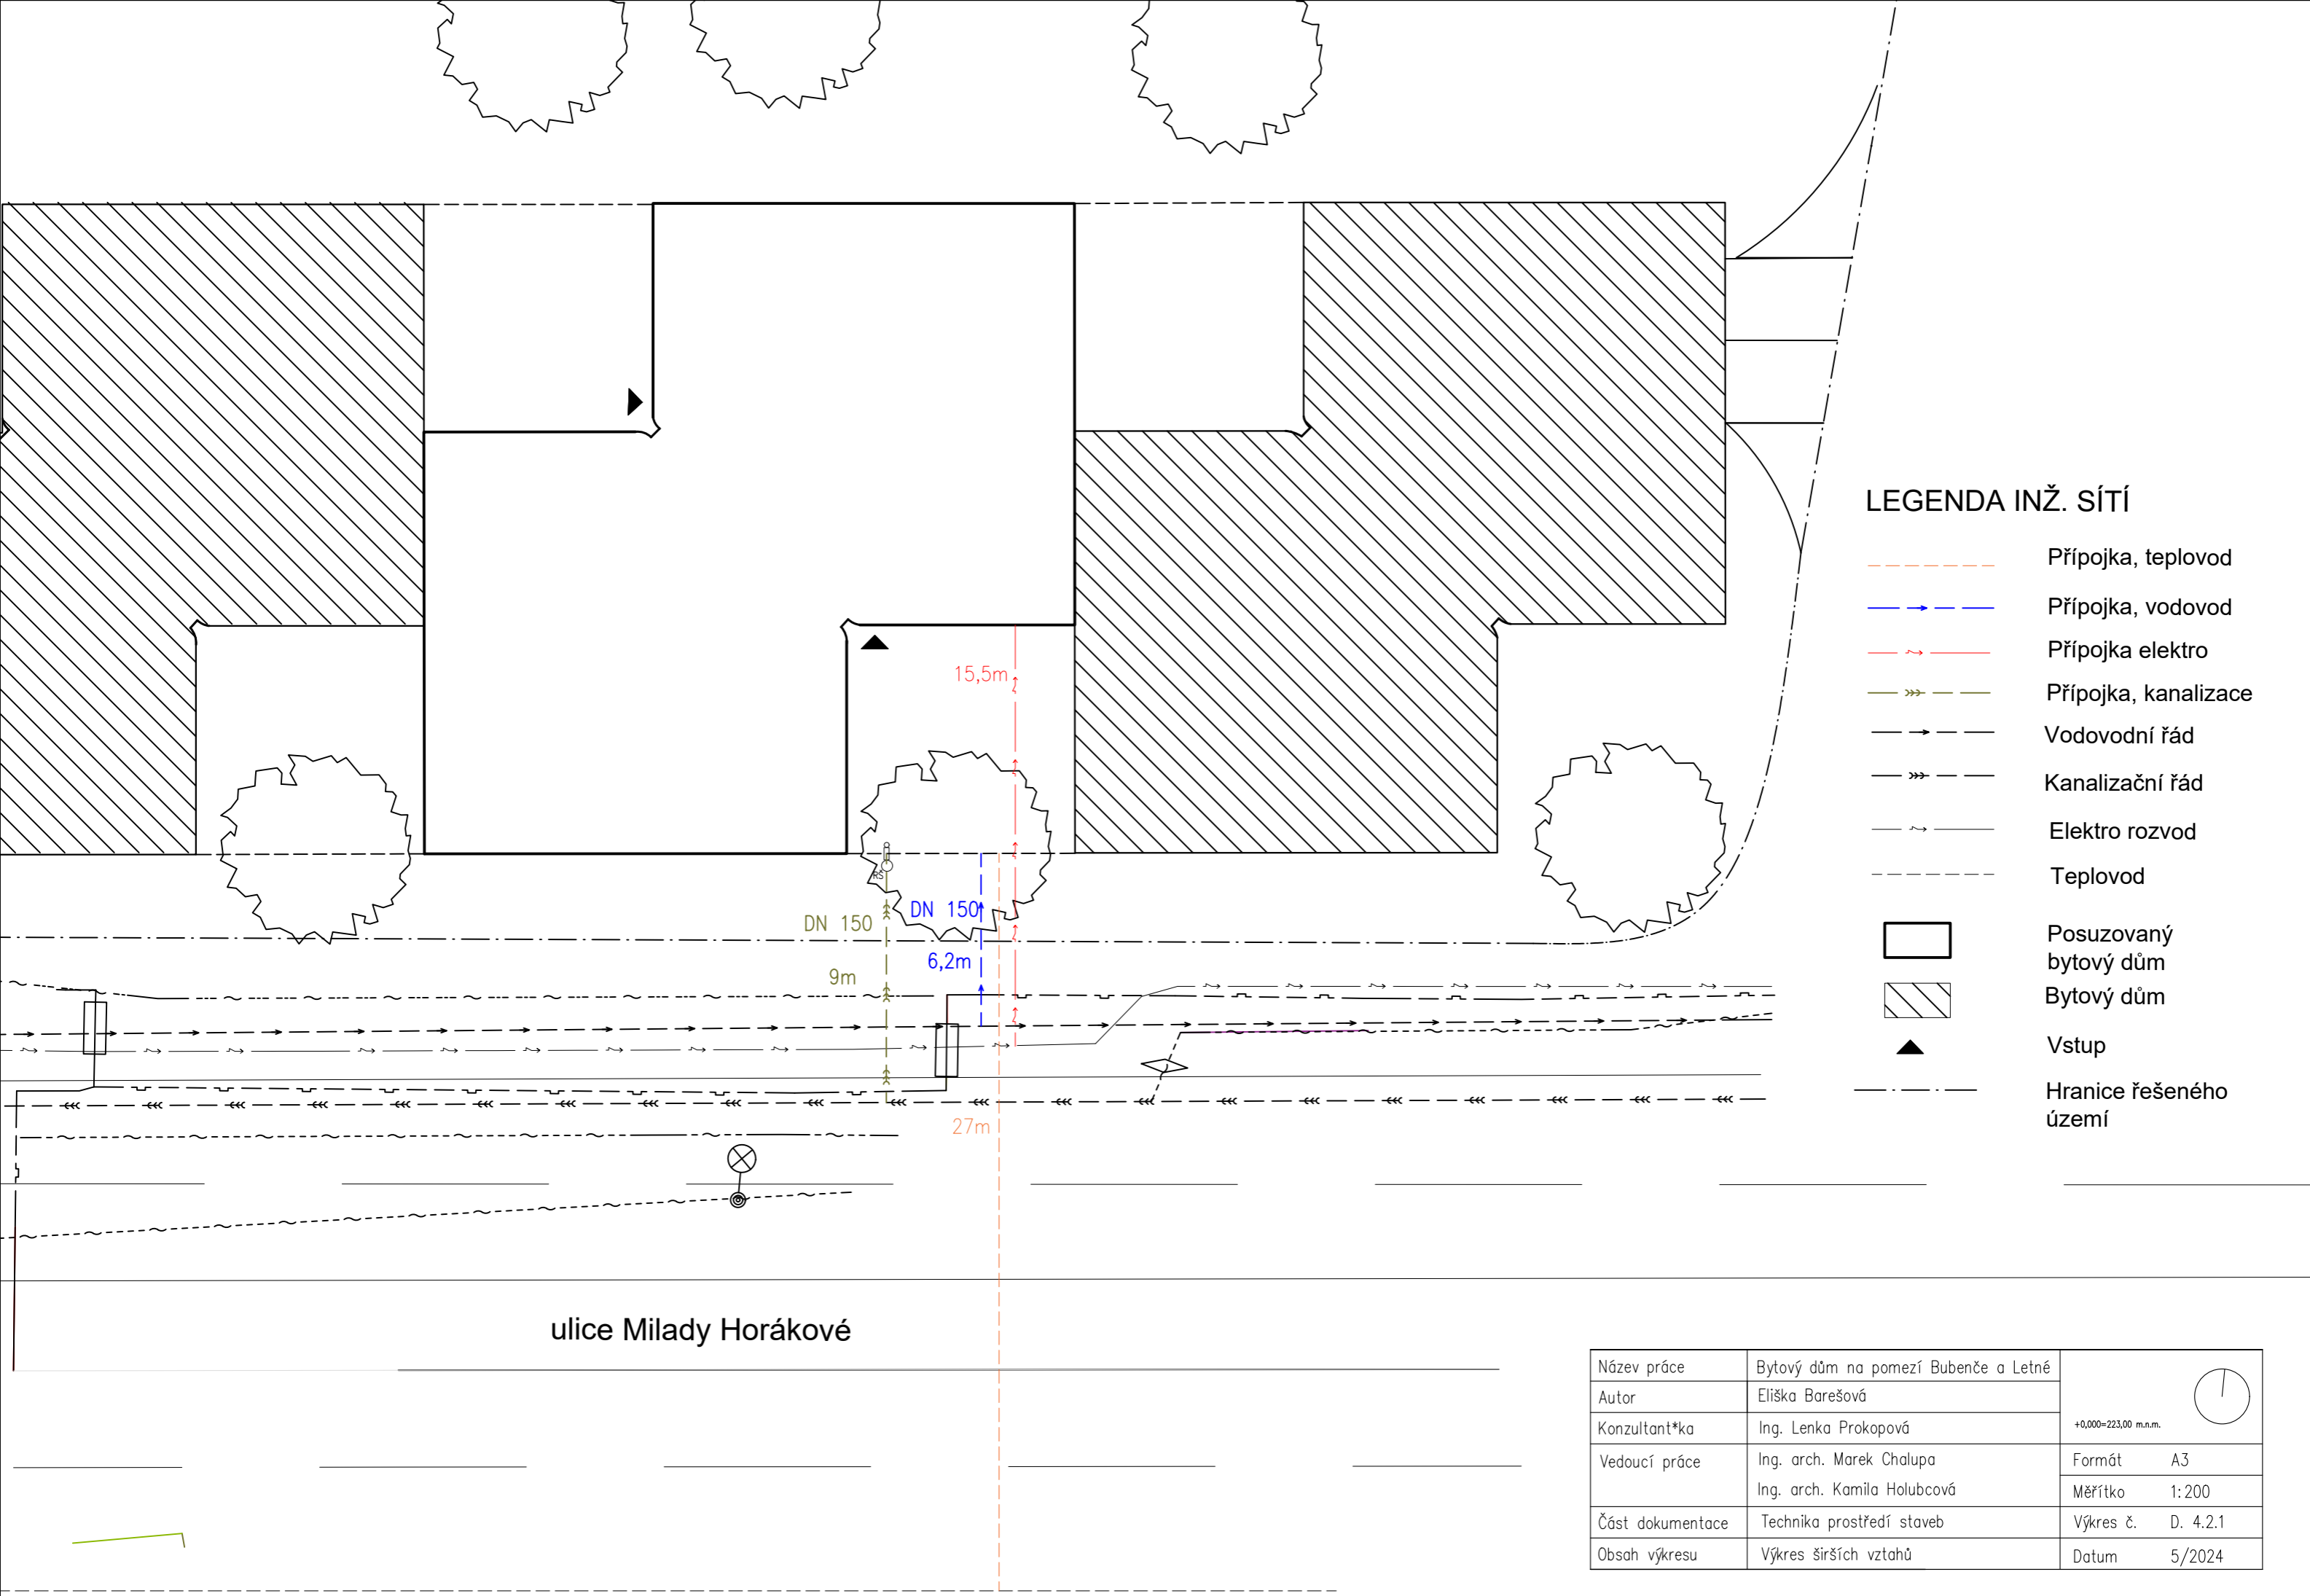 LEGENDA INŽ. SÍTÍ
Přípojka, teplovod
Přípojka, vodovod
Přípojka elektro
Přípojka, kanalizace
Vodovodní řád
Kanalizační řád
Elektro rozvod
Teplovod
Posuzovaný
bytový dům
Bytový dům
Vstup
Hranice řešeného
území
15,5m
RŠ
DN 150
DN 150
6,2m
9m
27m
ulice Milady Horákové
Název práce Bytový dům na pomezí Bubenče a Letné
Autor Eliška Barešová
Konzultant*ka Ing. Lenka Prokopová
+0,000=223,00 m.n.m.
Vedoucí práce Ing. arch. Marek Chalupa
Ing. arch. Kamila Holubcová
Formát A3
Měřítko 1:200
Část dokumentace Technika prostředí staveb
Výkres č. D. 4.2.1
Obsah výkresu Výkres širších vztahů
Datum 5/2024